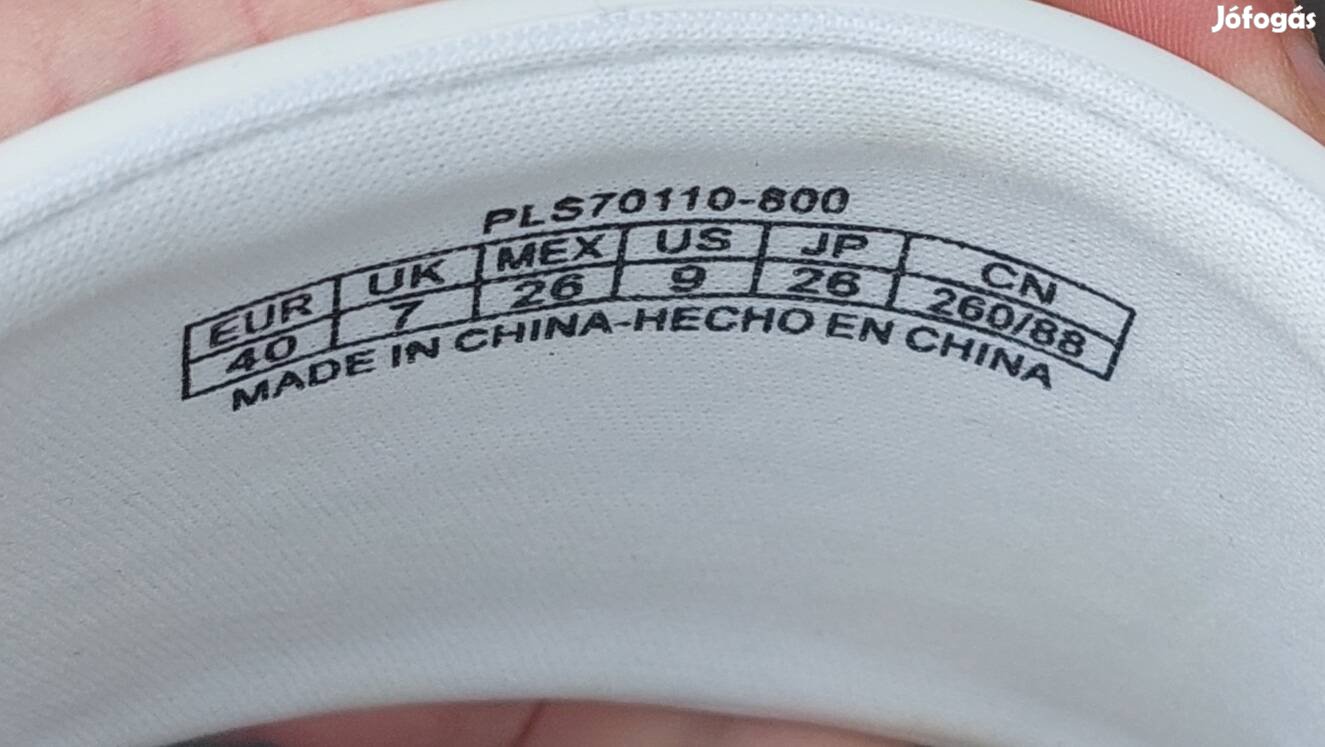 Jófogás
PLS70110-800
EUR UK MEX US JP CN
40 7 26 9 26 260/88
MADE IN CHINA-HECHO EN CHINA